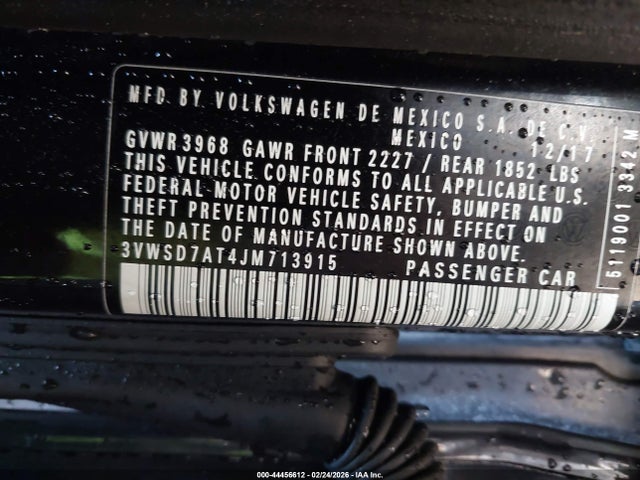 MFD BY VOLKSWAGEN DE MEXICO S.A. DE C.V.
MEXICO 12/17
GVWR 3968 GAWR FRONT 2227 / REAR 1852 LBS
THIS VEHICLE CONFORMS TO ALL APPLICABLE U.S.
FEDERAL MOTOR VEHICLE SAFETY, BUMPER AND
THEFT PREVENTION STANDARDS IN EFFECT ON
THE DATE OF MANUFACTURE SHOWN ABOVE.
3VWSD7AT4JM713915 PASSENGER CAR
5119001 3342 M
000-44456612 - 02/24/2026 - IAA Inc.